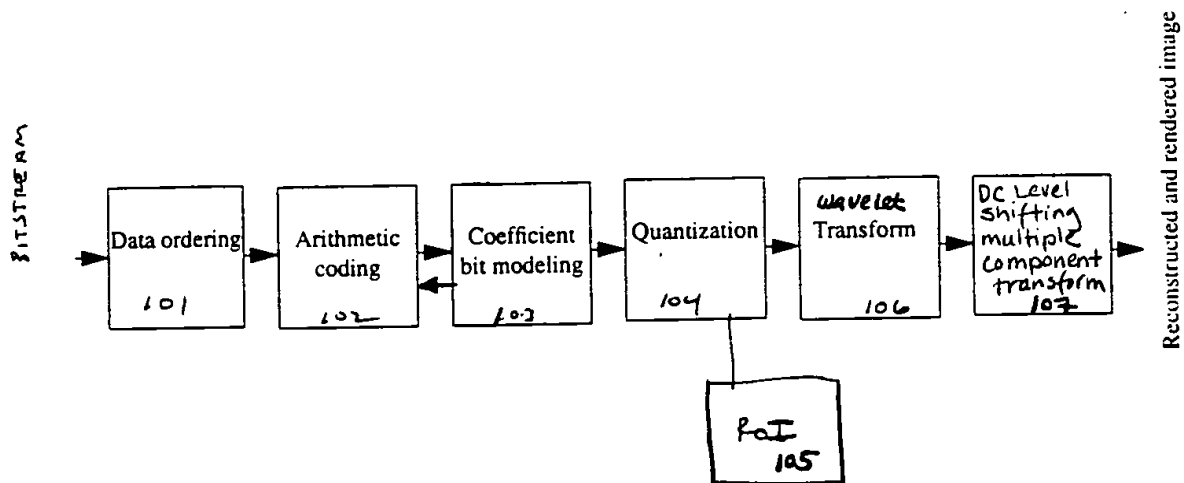 BITSTREAM
Data ordering
101
Arithmetic
coding
102
Coefficient
bit modeling
103
Quantization
104
wavelet
Transform
106
DC Level
shifting
multiple
component
transform
107
Reconstructed and rendered image
RoI
105